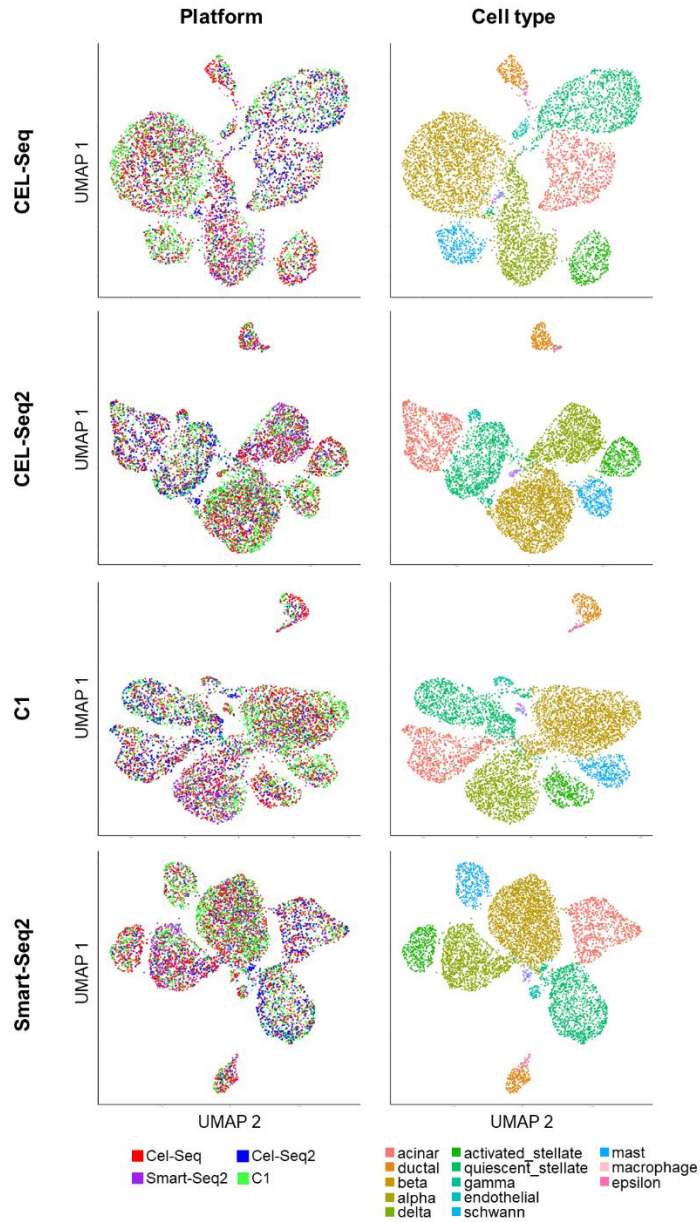 Platform Cell type
CEL-Seq
UMAP 1
CEL-Seq2
UMAP 1
C1
UMAP 1
Smart-Seq2
UMAP 1
UMAP 2 UMAP 2
Cel-Seq Cel-Seq2
Smart-Seq2 C1
acinar activated_stellate mast
ductal quiescent_stellate macrophage
beta gamma epsilon
alpha endothelial
delta schwann